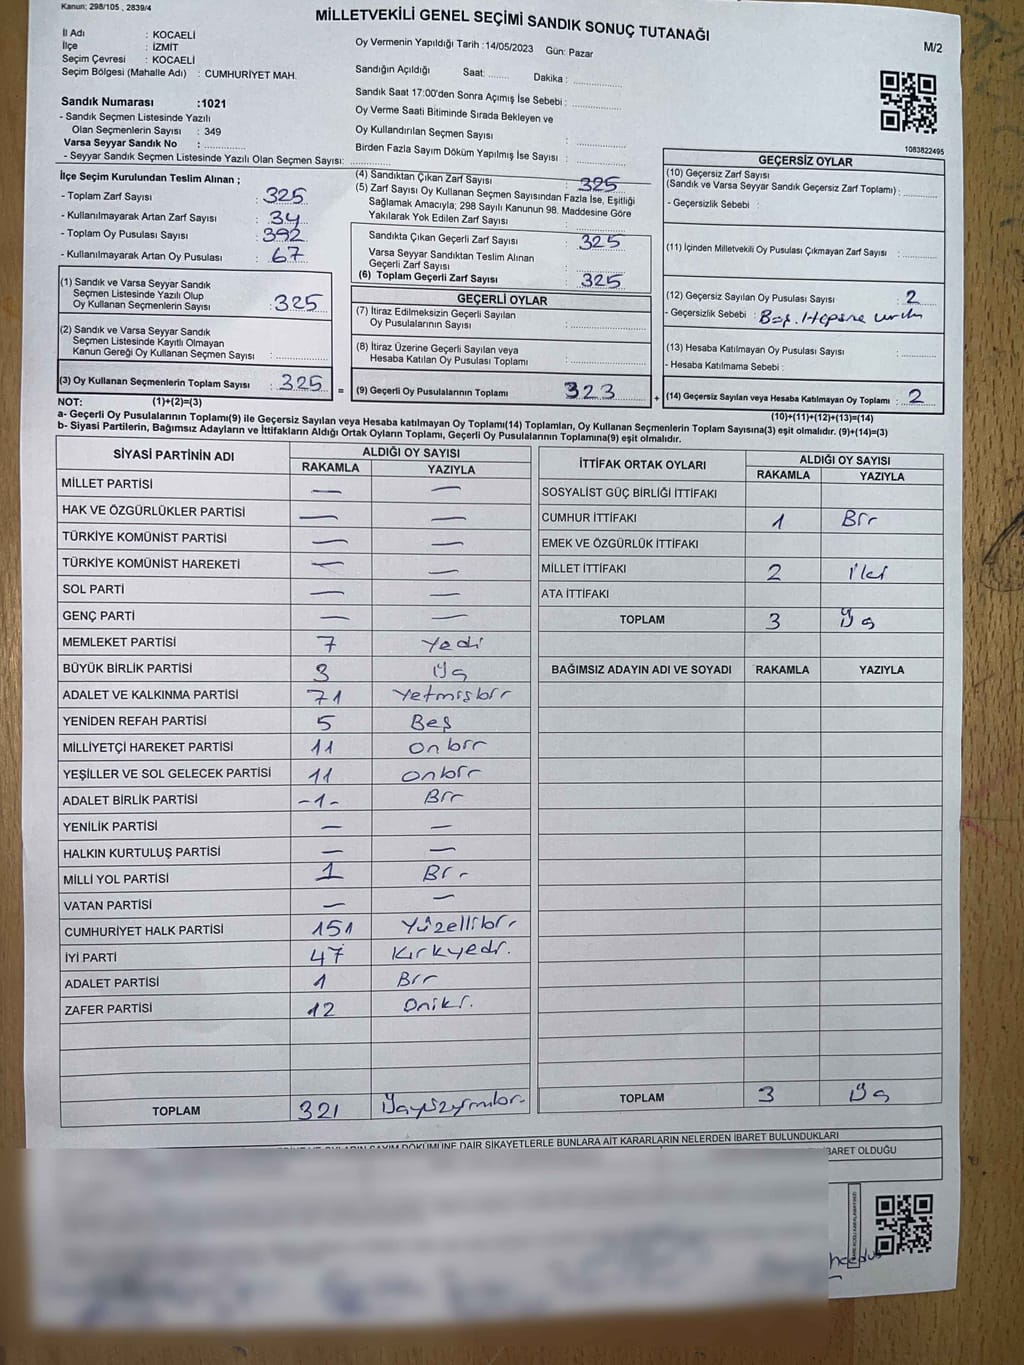 Kanun; 298/105 , 2839/4
MİLLETVEKİLİ GENEL SEÇİMİ SANDIK SONUÇ TUTANAĞI
M/2
İl Adı : KOCAELİ
İlçe : İZMİT
Seçim Çevresi : KOCAELİ
Seçim Bölgesi (Mahalle Adı) : CUMHURİYET MAH.
Sandık Numarası :1021
- Sandık Seçmen Listesinde Yazılı
Olan Seçmenlerin Sayısı : 349
Varsa Seyyar Sandık No : ............
- Seyyar Sandık Seçmen Listesinde Yazılı Olan Seçmen Sayısı: ............
Oy Vermenin Yapıldığı Tarih :14/05/2023 Gün: Pazar
Sandığın Açıldığı Saat: ........ Dakika : ............
Sandık Saat 17:00'den Sonra Açımış İse Sebebi : ............
Oy Verme Saati Bitiminde Sırada Bekleyen ve
Oy Kullandırılan Seçmen Sayısı : ............
Birden Fazla Sayım Döküm Yapılmış İse Sayısı : ............
1083822495
İlçe Seçim Kurulundan Teslim Alınan ;
- Toplam Zarf Sayısı : 325
- Kullanılmayarak Artan Zarf Sayısı : 34
- Toplam Oy Pusulası Sayısı : 392
- Kullanılmayarak Artan Oy Pusulası : 67
(1) Sandık ve Varsa Seyyar Sandık
Seçmen Listesinde Yazılı Olup
Oy Kullanan Seçmenlerin Sayısı : 325
(2) Sandık ve Varsa Seyyar Sandık
Seçmen Listesinde Kayıtlı Olmayan
Kanun Gereği Oy Kullanan Seçmen Sayısı : ............
(3) Oy Kullanan Seçmenlerin Toplam Sayısı : 325
=
(4) Sandıktan Çıkan Zarf Sayısı : 325
(5) Zarf Sayısı Oy Kullanan Seçmen Sayısından Fazla İse, Eşitliği
Sağlamak Amacıyla; 298 Sayılı Kanunun 98. Maddesine Göre
Yakılarak Yok Edilen Zarf Sayısı : ............
Sandıkta Çıkan Geçerli Zarf Sayısı : 325
Varsa Seyyar Sandıktan Teslim Alınan
Geçerli Zarf Sayısı : ............
(6) Toplam Geçerli Zarf Sayısı : 325
GEÇERLİ OYLAR
(7) İtiraz Edilmeksizin Geçerli Sayılan
Oy Pusulalarının Sayısı : ............
(8) İtiraz Üzerine Geçerli Sayılan veya
Hesaba Katılan Oy Pusulası Toplamı : ............
(9) Geçerli Oy Pusulalarının Toplamı : 323
+
GEÇERSİZ OYLAR
(10) Geçersiz Zarf Sayısı
(Sandık ve Varsa Seyyar Sandık Geçersiz Zarf Toplamı) : ............
- Geçersizlik Sebebi :
(11) İçinden Milletvekili Oy Pusulası Çıkmayan Zarf Sayısı : ............
(12) Geçersiz Sayılan Oy Pusulası Sayısı : 2
- Geçersizlik Sebebi :
(13) Hesaba Katılmayan Oy Pusulası Sayısı : ............
- Hesaba Katılmama Sebebi :
(14) Geçersiz Sayılan veya Hesaba Katılmayan Oy Toplamı : 2
NOT: (1)+(2)=(3)
(10)+(11)+(12)+(13)=(14)
a- Geçerli Oy Pusulalarının Toplamı(9) ile Geçersiz Sayılan veya Hesaba katılmayan Oy Toplamı(14) Toplamları, Oy Kullanan Seçmenlerin Toplam Sayısına(3) eşit olmalıdır. (9)+(14)=(3)
b- Siyasi Partilerin, Bağımsız Adayların ve İttifakların Aldığı Ortak Oyların Toplamı, Geçerli Oy Pusulalarının Toplamına(9) eşit olmalıdır.
SİYASİ PARTİNİN ADI ALDIĞI OY SAYISI
RAKAMLA YAZIYLA
MİLLET PARTİSİ — —
HAK VE ÖZGÜRLÜKLER PARTİSİ — —
TÜRKİYE KOMÜNİST PARTİSİ — —
TÜRKİYE KOMÜNİST HAREKETİ — —
SOL PARTİ — —
GENÇ PARTİ — —
MEMLEKET PARTİSİ 7 Yedi
BÜYÜK BİRLİK PARTİSİ 3 Üç
ADALET VE KALKINMA PARTİSİ 71 Yetmişbir
YENİDEN REFAH PARTİSİ 5 Beş
MİLLİYETÇİ HAREKET PARTİSİ 11 Onbir
YEŞİLLER VE SOL GELECEK PARTİSİ 11 Onbir
ADALET BİRLİK PARTİSİ -1- Bir
YENİLİK PARTİSİ — —
HALKIN KURTULUŞ PARTİSİ — —
MİLLİ YOL PARTİSİ 1 Bir
VATAN PARTİSİ — —
CUMHURİYET HALK PARTİSİ 151 Yüzellibir
İYİ PARTİ 47 Kırkyedi.
ADALET PARTİSİ 1 Bir
ZAFER PARTİSİ 12 Oniki.
TOPLAM 321 Üçyüzyirmibir
İTTİFAK ORTAK OYLARI ALDIĞI OY SAYISI
RAKAMLA YAZIYLA
SOSYALİST GÜÇ BİRLİĞİ İTTİFAKI
CUMHUR İTTİFAKI 1 Bir
EMEK VE ÖZGÜRLÜK İTTİFAKI
MİLLET İTTİFAKI 2 İki
ATA İTTİFAKI
TOPLAM 3 Üç
BAĞIMSIZ ADAYIN ADI VE SOYADI RAKAMLA YAZIYLA
TOPLAM 3 Üç
DÖKÜMÜNE DAİR ŞİKAYETLERLE BUNLARA AİT KARARLARIN NELERDEN İBARET BULUNDUKLARI
BARET OLDUĞU